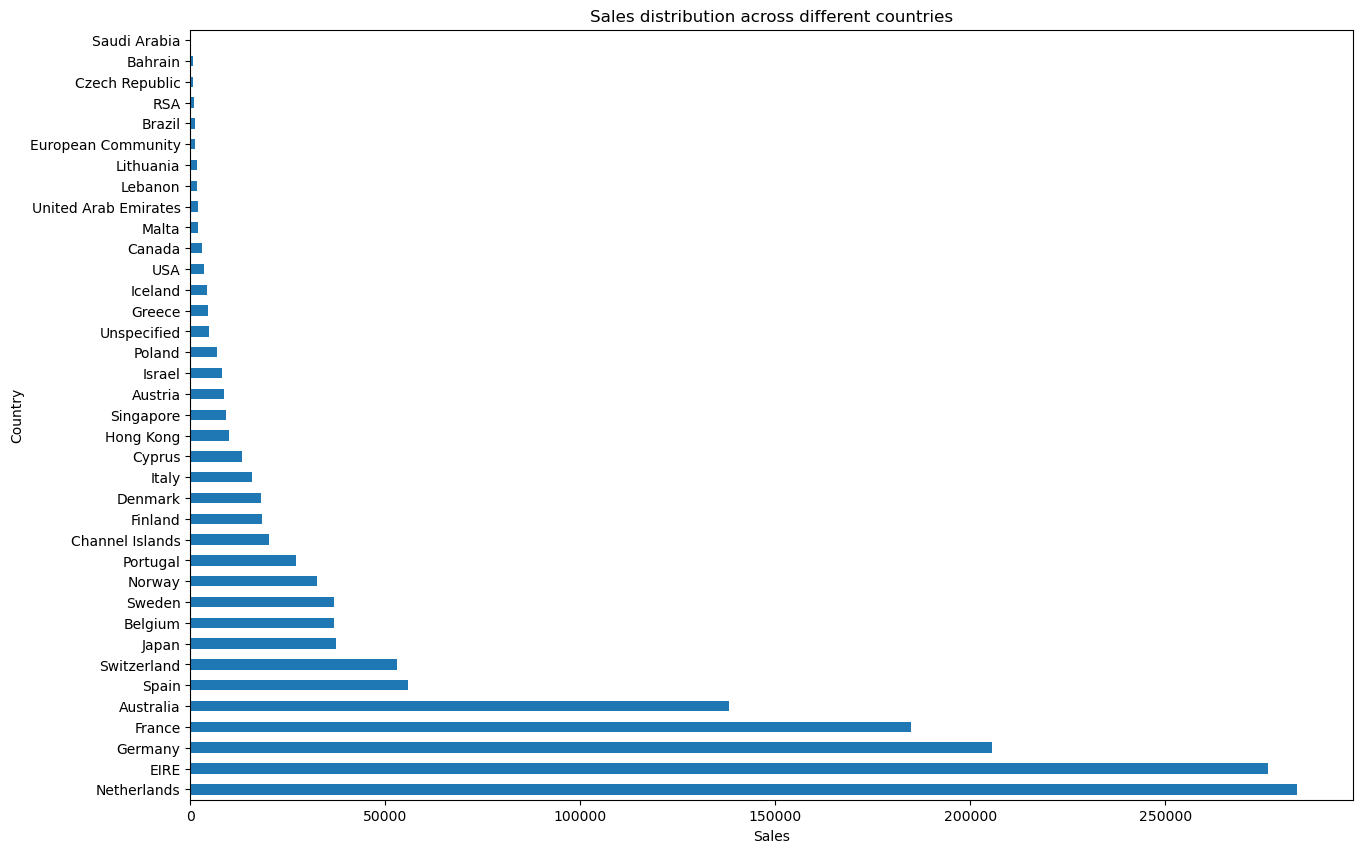 Sales distribution across different countries
Saudi Arabia
Bahrain
Czech Republic
RSA
Brazil
European Community
Lithuania
Lebanon
United Arab Emirates
Malta
Canada
USA
Iceland
Greece
Unspecified
Poland
Israel
Austria
Singapore
Hong Kong
Cyprus
Italy
Denmark
Finland
Channel Islands
Portugal
Norway
Sweden
Belgium
Japan
Switzerland
Spain
Australia
France
Germany
EIRE
Netherlands
Country
0 50000 100000 150000 200000 250000
Sales